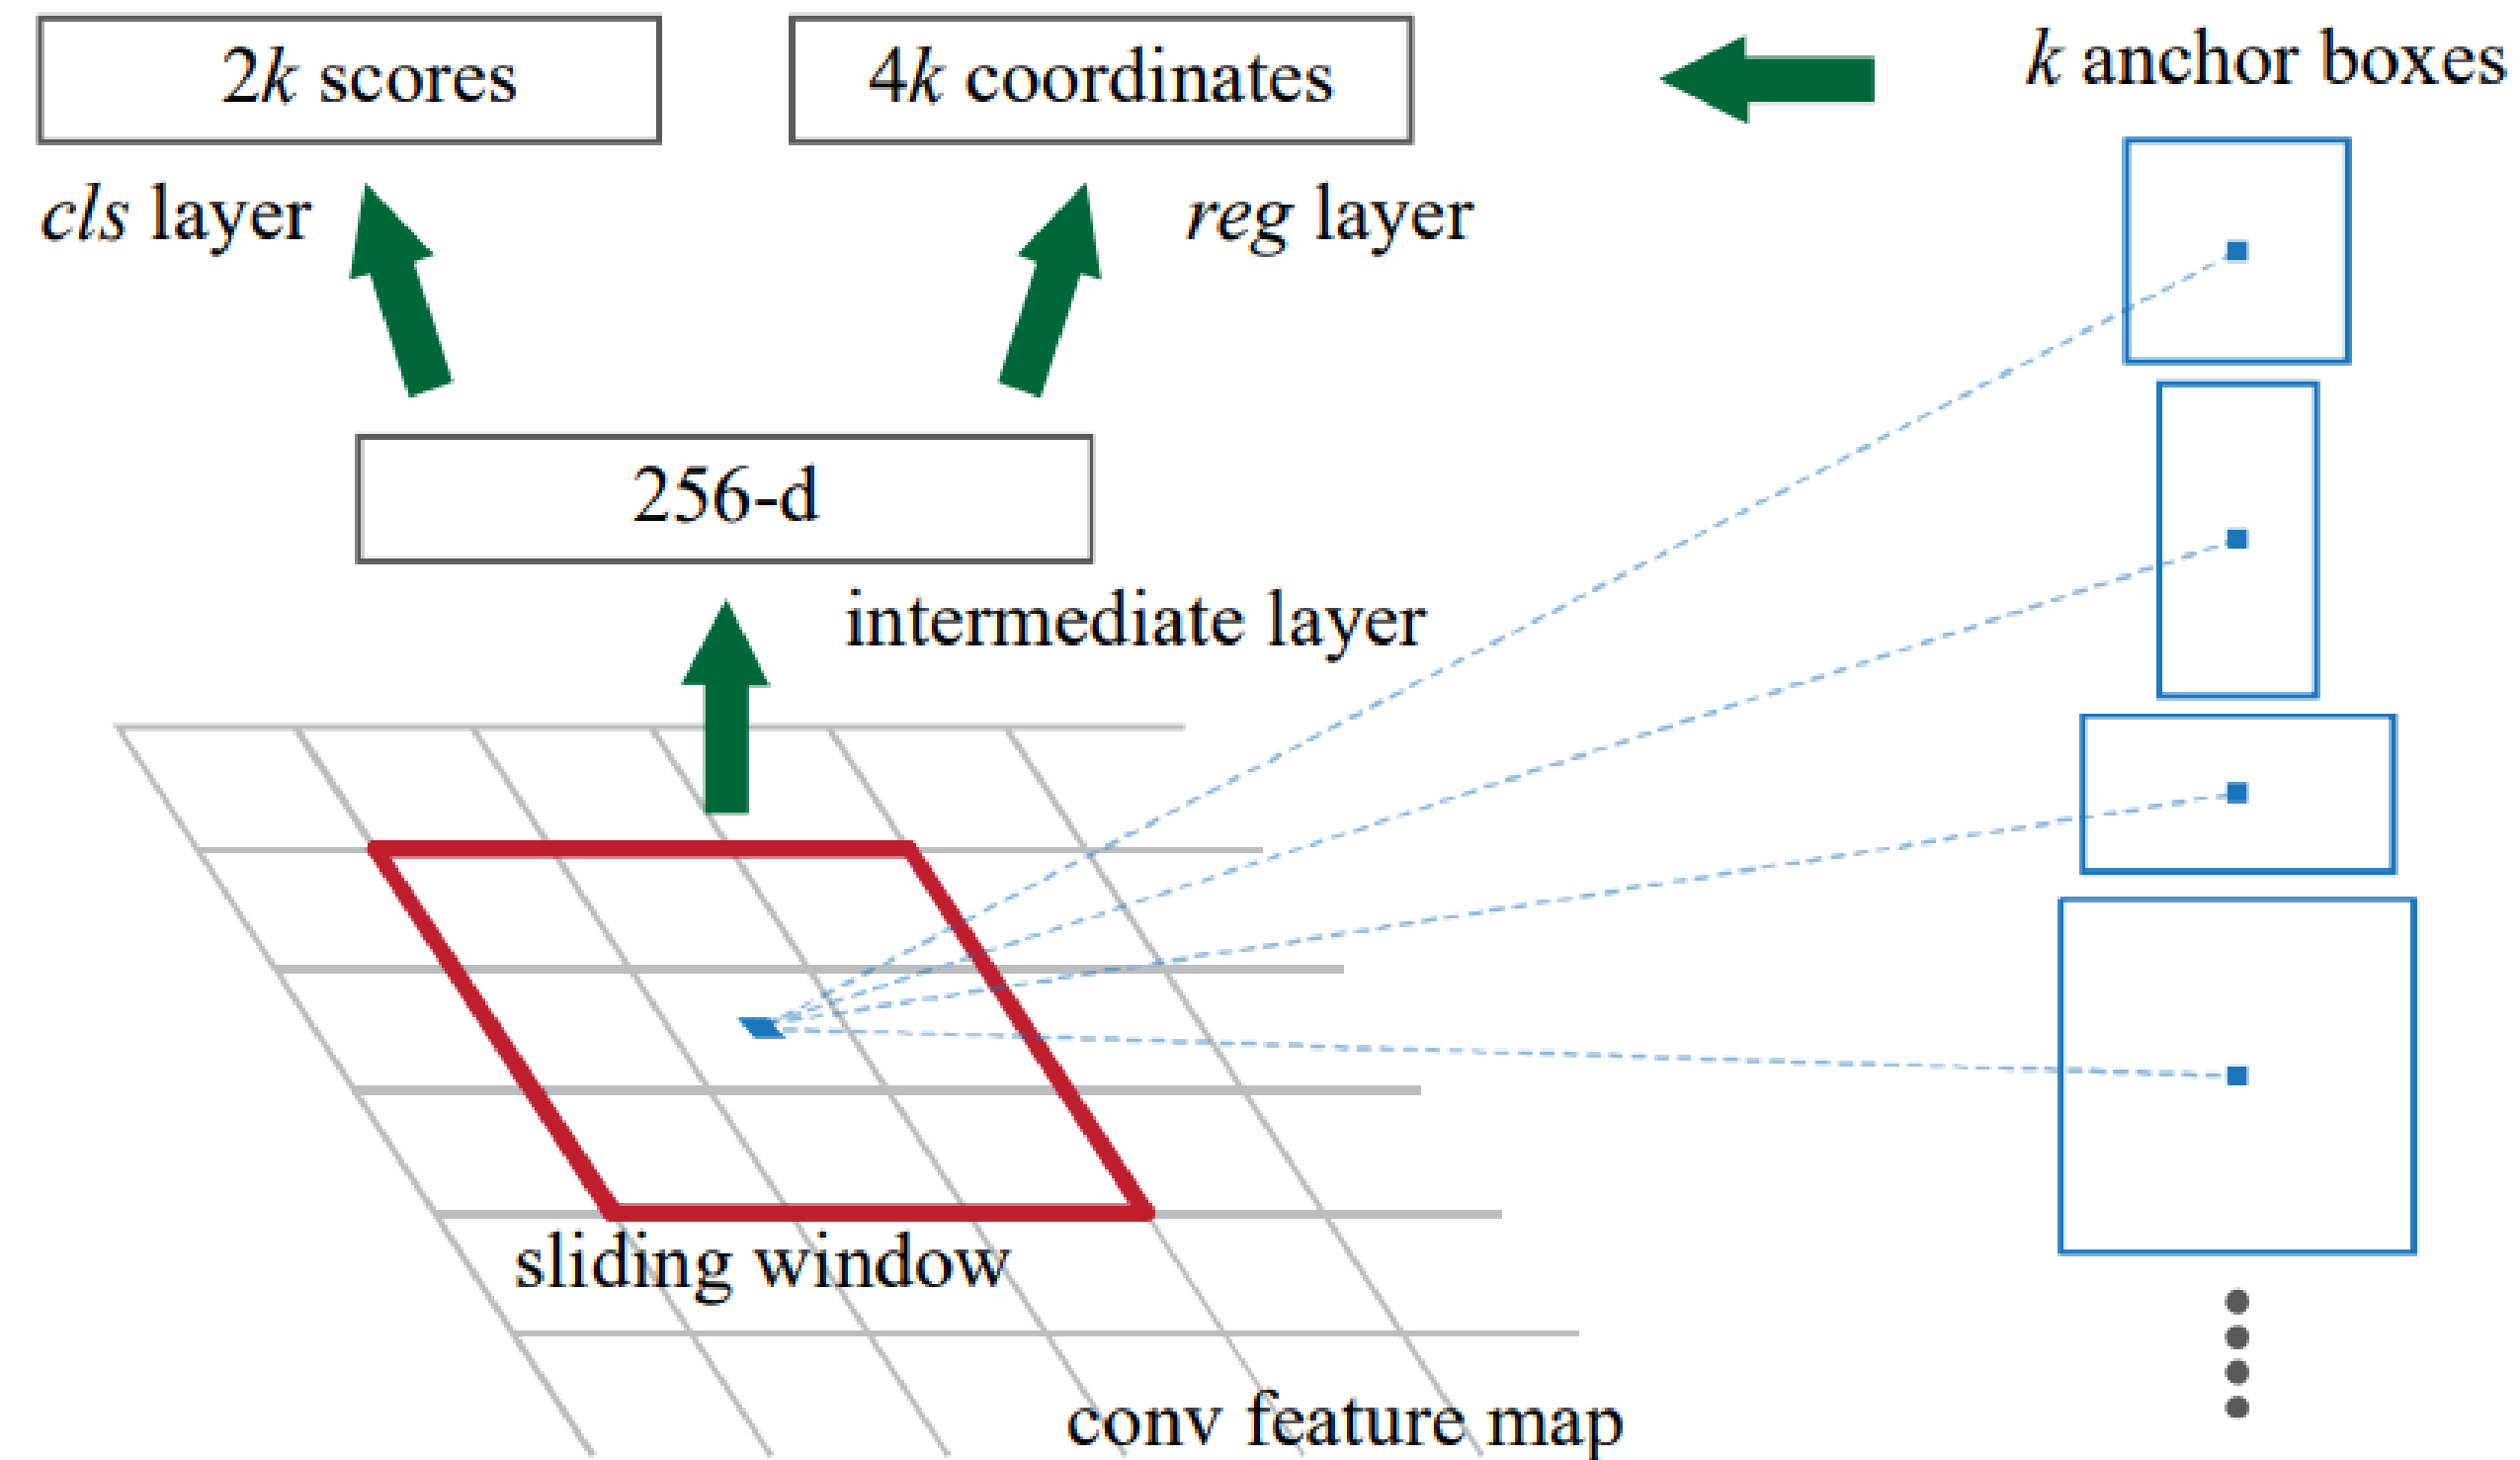 2k scores
4k coordinates
k anchor boxes
cls layer
reg layer
256-d
intermediate layer
sliding window
conv feature map